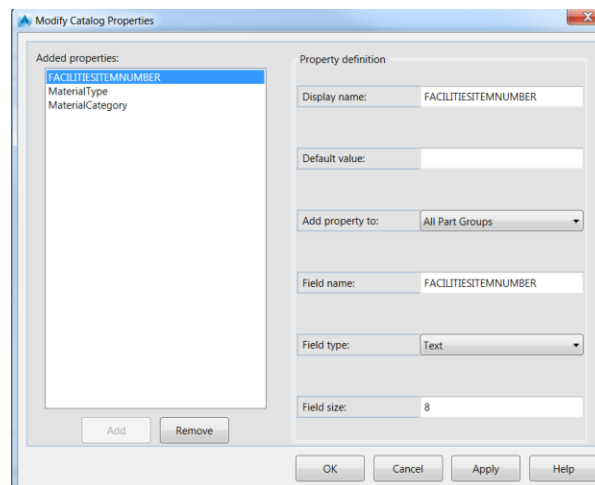 Modify Catalog Properties
Added properties:
FACILITIESITEMNUMBER
MaterialType
MaterialCategory
Add
Remove
Property definition
Display name:
FACILITIESITEMNUMBER
Default value:
Add property to:
All Part Groups
Field name:
FACILITIESITEMNUMBER
Field type:
Text
Field size:
8
OK
Cancel
Apply
Help